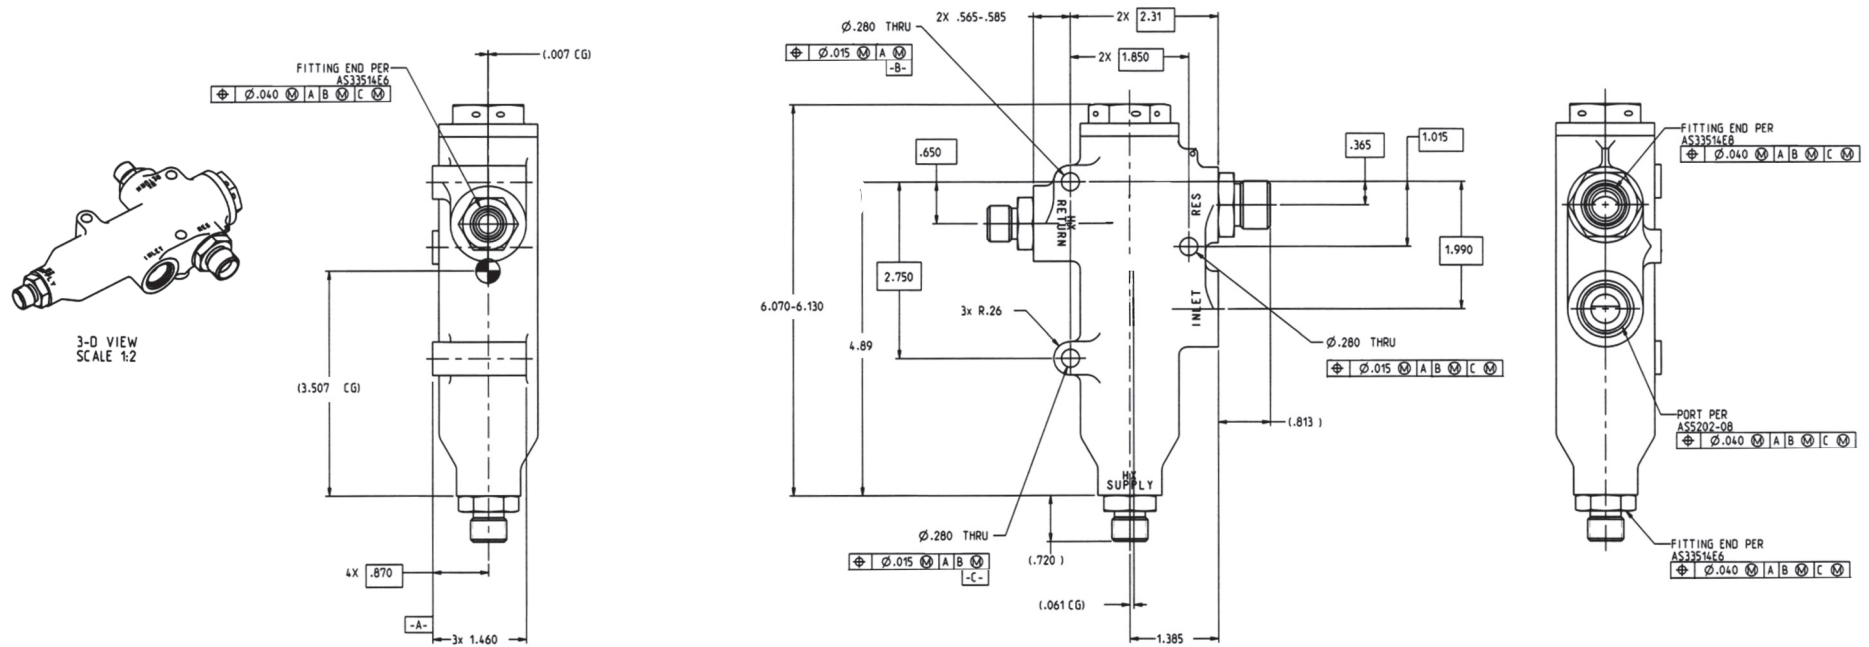 3-D VIEW
SCALE 1:2
(.007 CG)
FITTING END PER
AS33514E6
⌖ Ø.040 Ⓜ A B Ⓜ C Ⓜ
(3.507 CG)
4X .870
-A-
3x 1.460
2X .565-.585
2X 2.31
Ø.280 THRU
⌖ Ø.015 Ⓜ A Ⓜ
-B-
2X 1.850
.650
.365
1.015
HX
RETURN
RES
2.750
1.990
6.070-6.130
3x R.26
4.89
INLET
Ø.280 THRU
⌖ Ø.015 Ⓜ A B Ⓜ C Ⓜ
(.813 )
HX
SUPPLY
Ø.280 THRU
⌖ Ø.015 Ⓜ A B Ⓜ
-C-
(.720 )
(.061 CG)
1.385
FITTING END PER
AS33514E8
⌖ Ø.040 Ⓜ A B Ⓜ C Ⓜ
PORT PER
AS5202-08
⌖ Ø.040 Ⓜ A B Ⓜ C Ⓜ
FITTING END PER
AS33514E6
⌖ Ø.040 Ⓜ A B Ⓜ C Ⓜ
INLET
RES